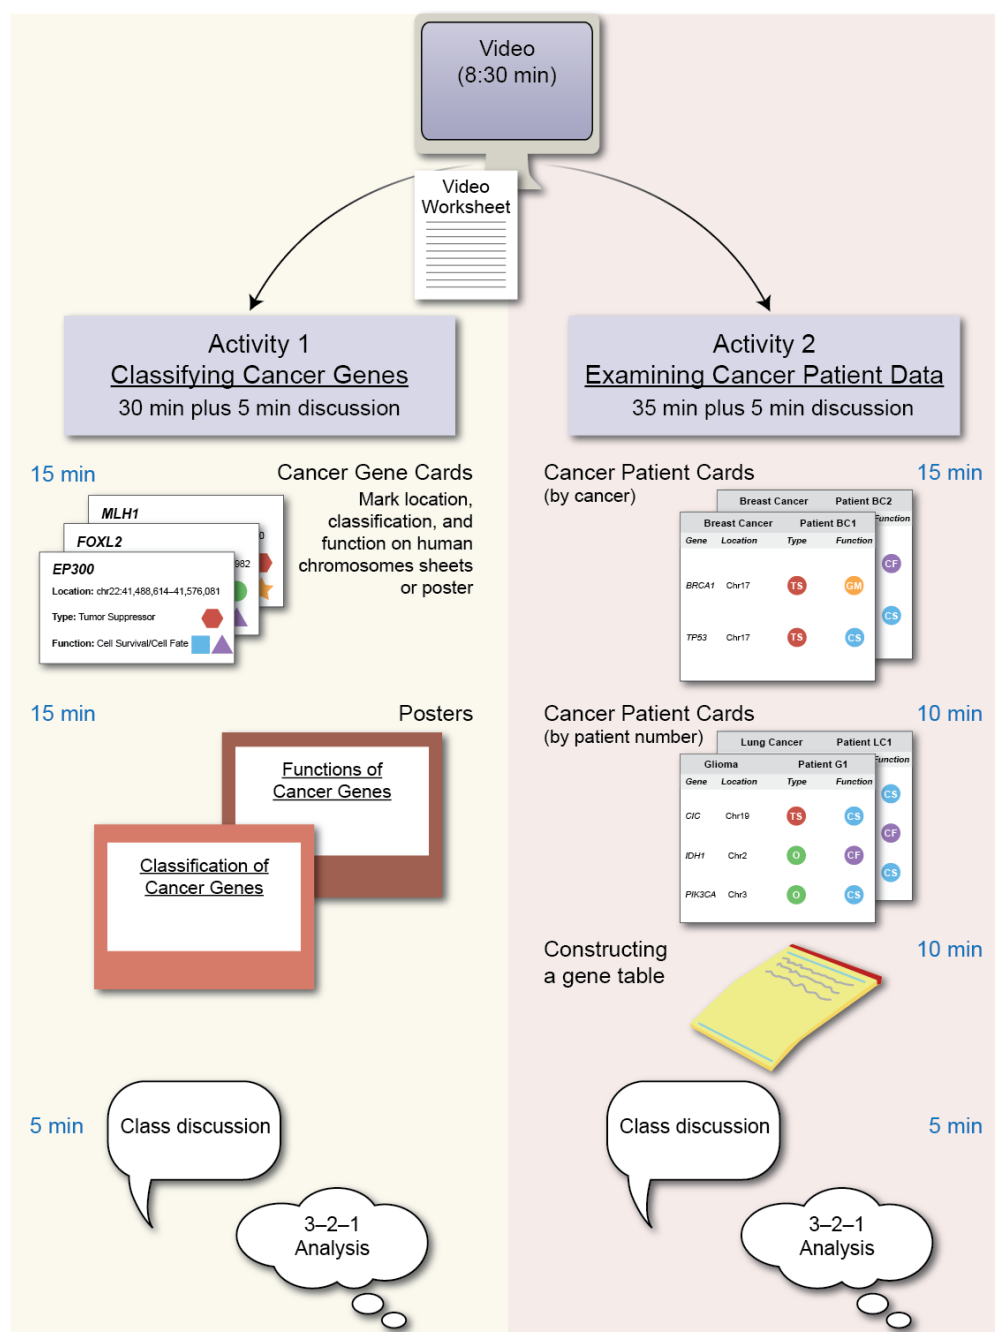 Video
(8:30 min)
Video
Worksheet
Activity 1
Classifying Cancer Genes
30 min plus 5 min discussion
15 min
Cancer Gene Cards
Mark location,
classification, and
function on human
chromosomes sheets
or poster
MLH1
0
FOXL2
982
EP300
Location: chr22:41,488,614–41,576,081
Type: Tumor Suppressor
Function: Cell Survival/Cell Fate
15 min
Posters
Functions of
Cancer Genes
Classification of
Cancer Genes
5 min
Class discussion
3–2–1
Analysis
Activity 2
Examining Cancer Patient Data
35 min plus 5 min discussion
Cancer Patient Cards
(by cancer)
15 min
Breast Cancer Patient BC2
Function
CF
CS
Breast Cancer Patient BC1
Gene Location Type Function
BRCA1 Chr17 TS GM
TP53 Chr17 TS CS
Cancer Patient Cards
(by patient number)
10 min
Lung Cancer Patient LC1
Function
CS
CF
CS
Glioma Patient G1
Gene Location Type Function
CIC Chr19 TS CS
IDH1 Chr2 O CF
PIK3CA Chr3 O CS
Constructing
a gene table
10 min
Class discussion
5 min
3–2–1
Analysis